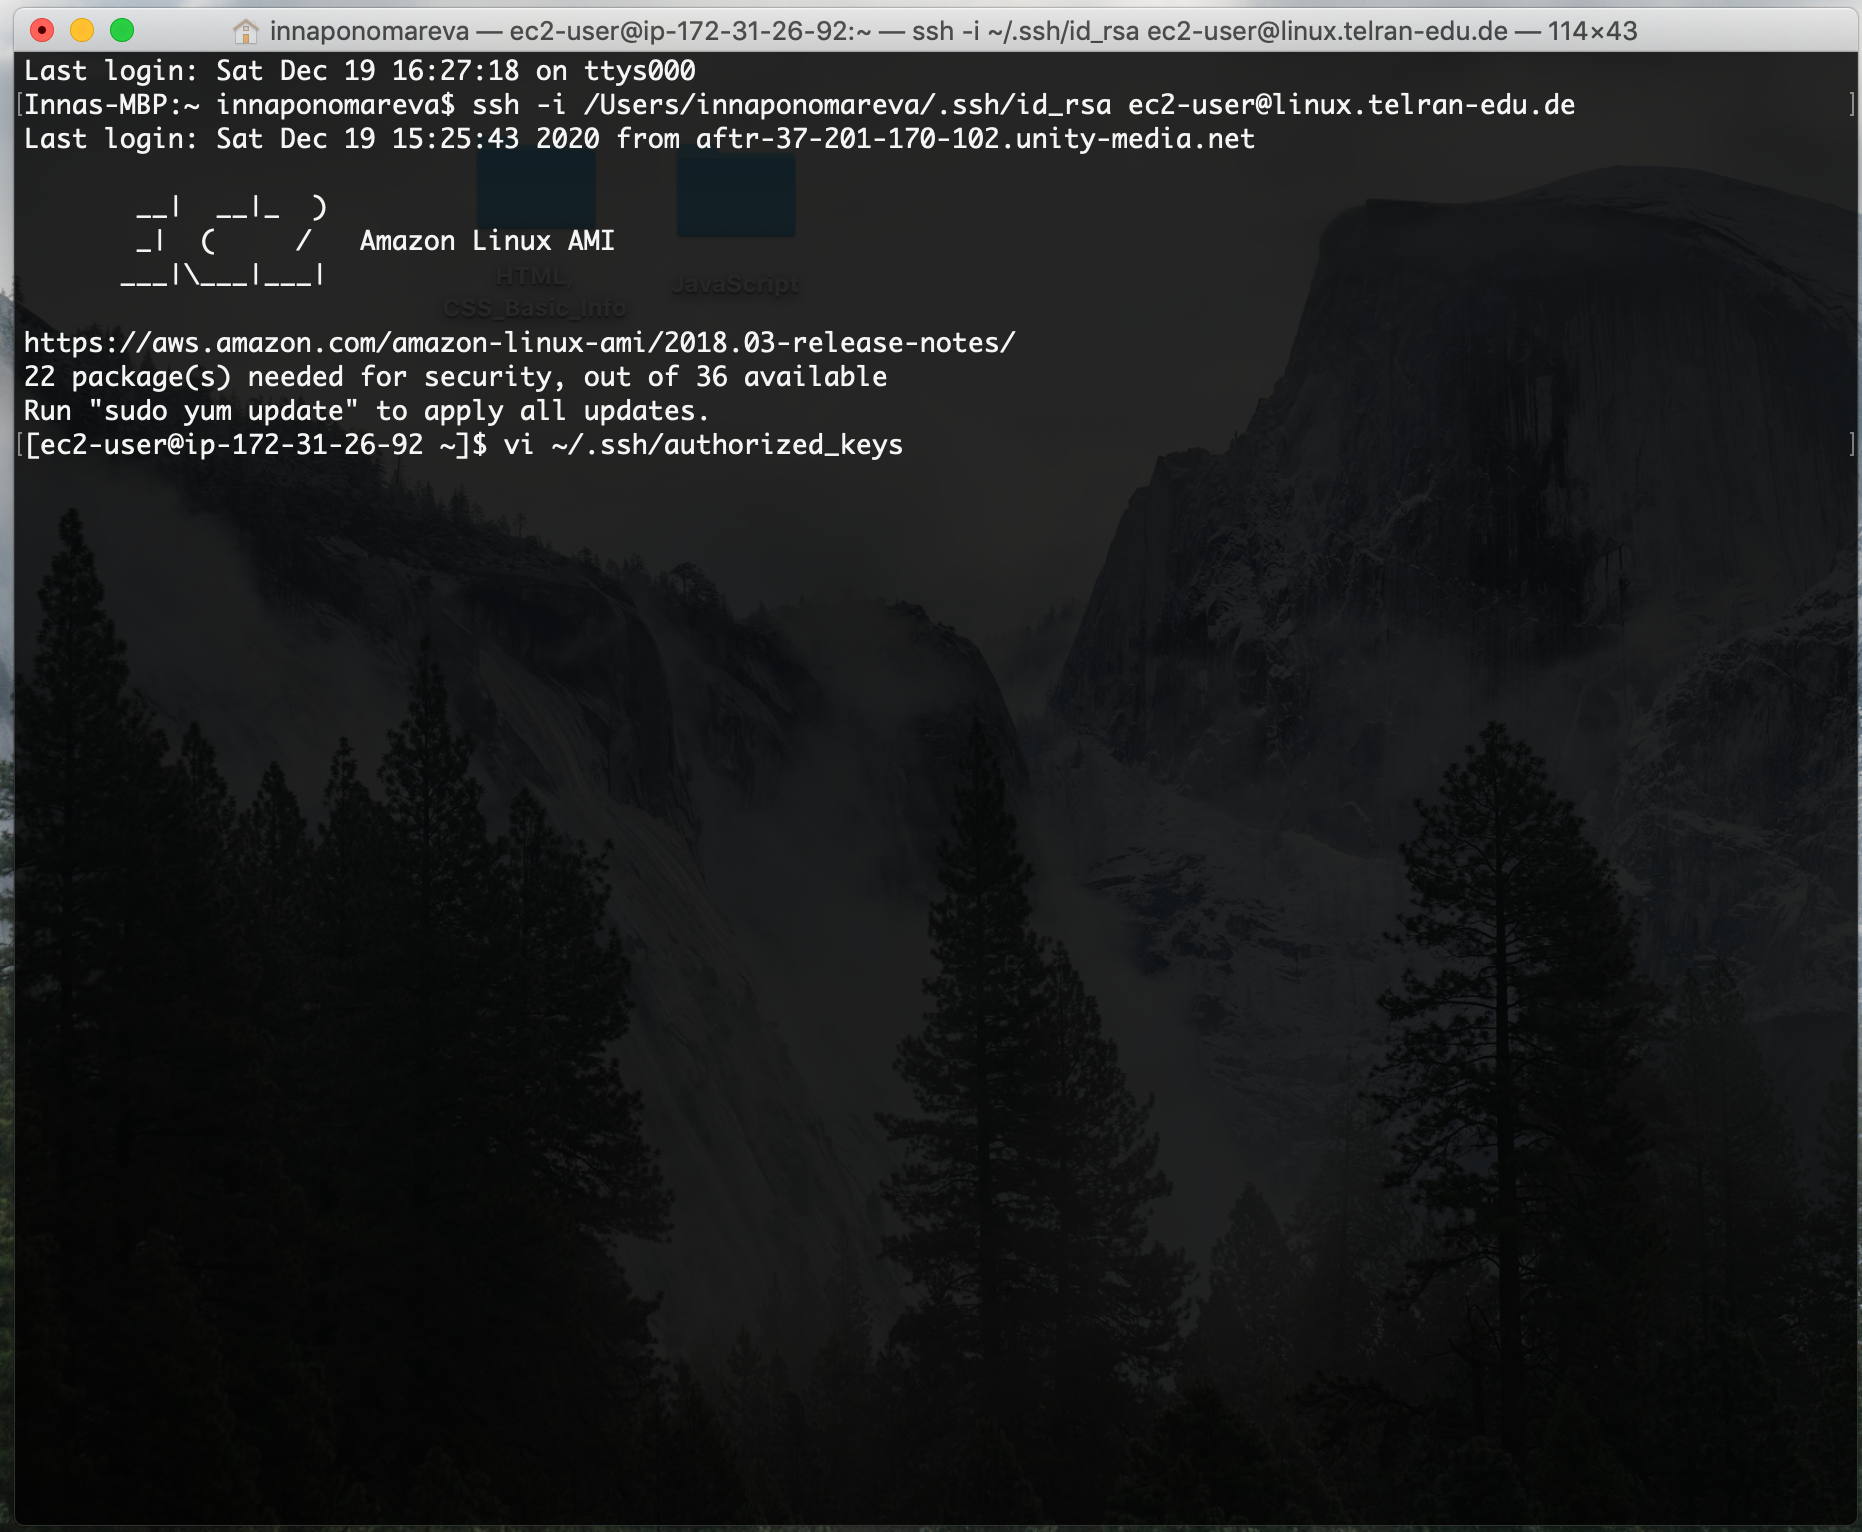 innaponomareva — ec2-user@ip-172-31-26-92:~ — ssh -i ~/.ssh/id_rsa ec2-user@linux.telran-edu.de — 114×43
Last login: Sat Dec 19 16:27:18 on ttys000
[Innas-MBP:~ innaponomareva$ ssh -i /Users/innaponomareva/.ssh/id_rsa ec2-user@linux.telran-edu.de ]
Last login: Sat Dec 19 15:25:43 2020 from aftr-37-201-170-102.unity-media.net
       __|  __|_  )
       _|  (     /   Amazon Linux AMI
      ___|\___|___|
HTML,
CSS_Basic_Info
JavaScript
https://aws.amazon.com/amazon-linux-ami/2018.03-release-notes/
22 package(s) needed for security, out of 36 available
Run "sudo yum update" to apply all updates.
[[ec2-user@ip-172-31-26-92 ~]$ vi ~/.ssh/authorized_keys ]